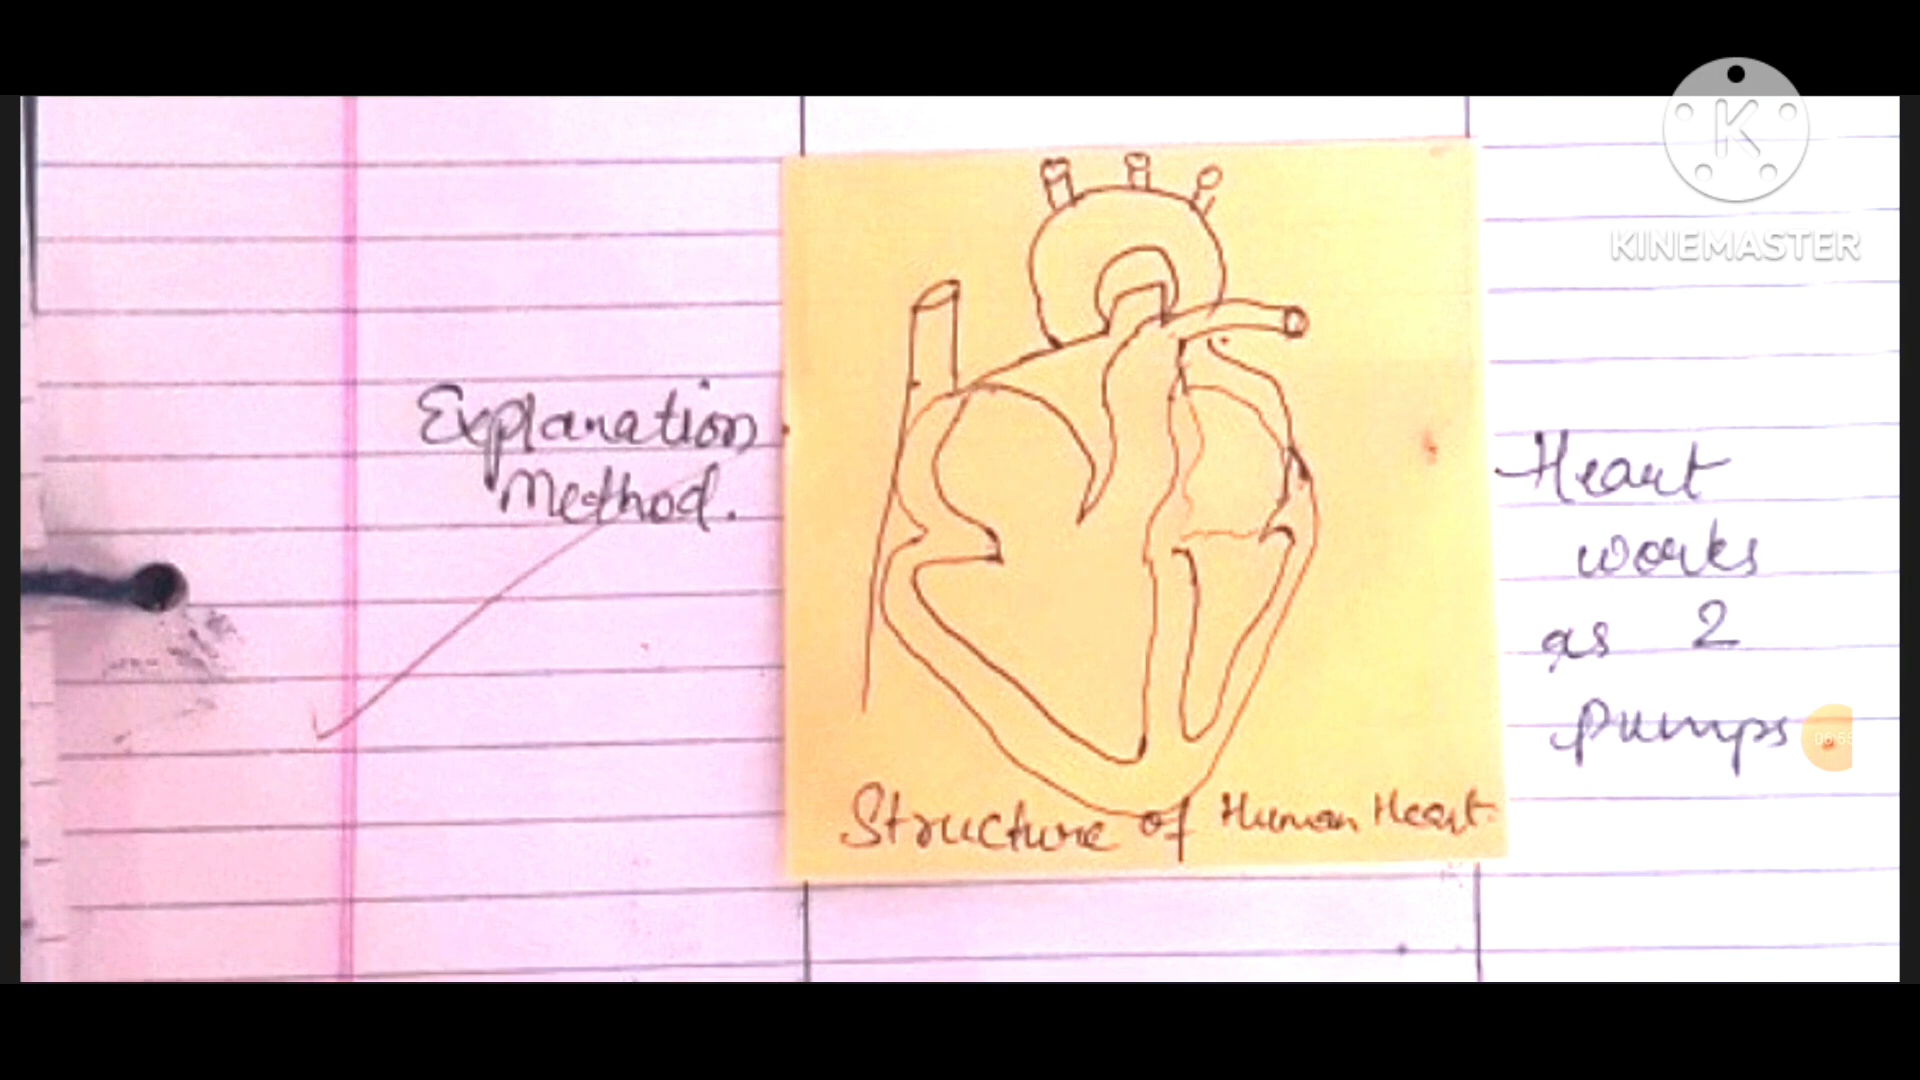 KINEMASTER
Explanation
Method.
Structure of Human Heart.
Heart
works
as 2
pumps